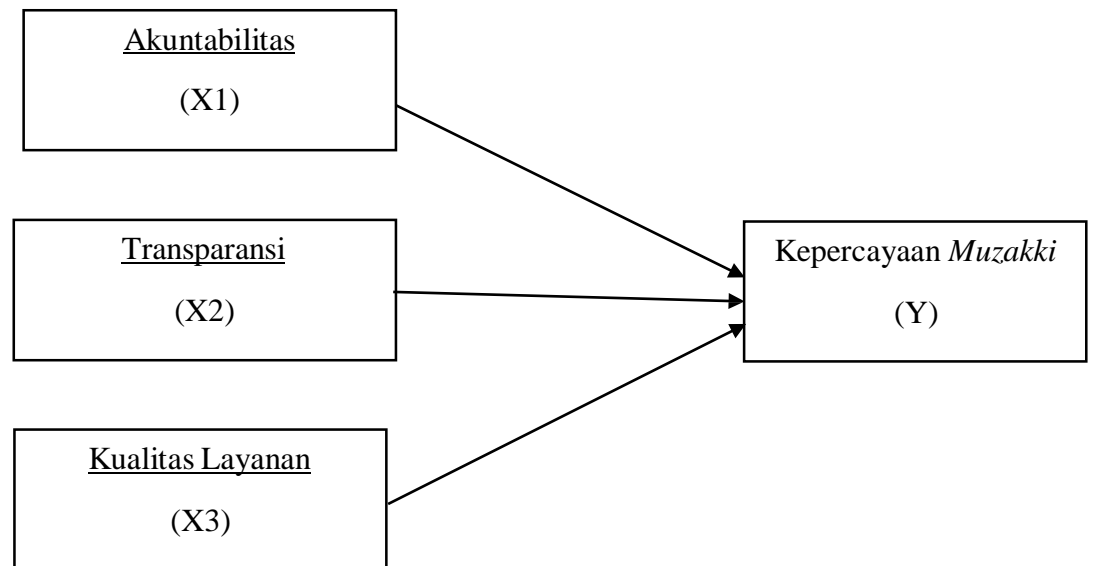 Akuntabilitas
(X1)
Transparansi
(X2)
Kepercayaan Muzakki
(Y)
Kualitas Layanan
(X3)